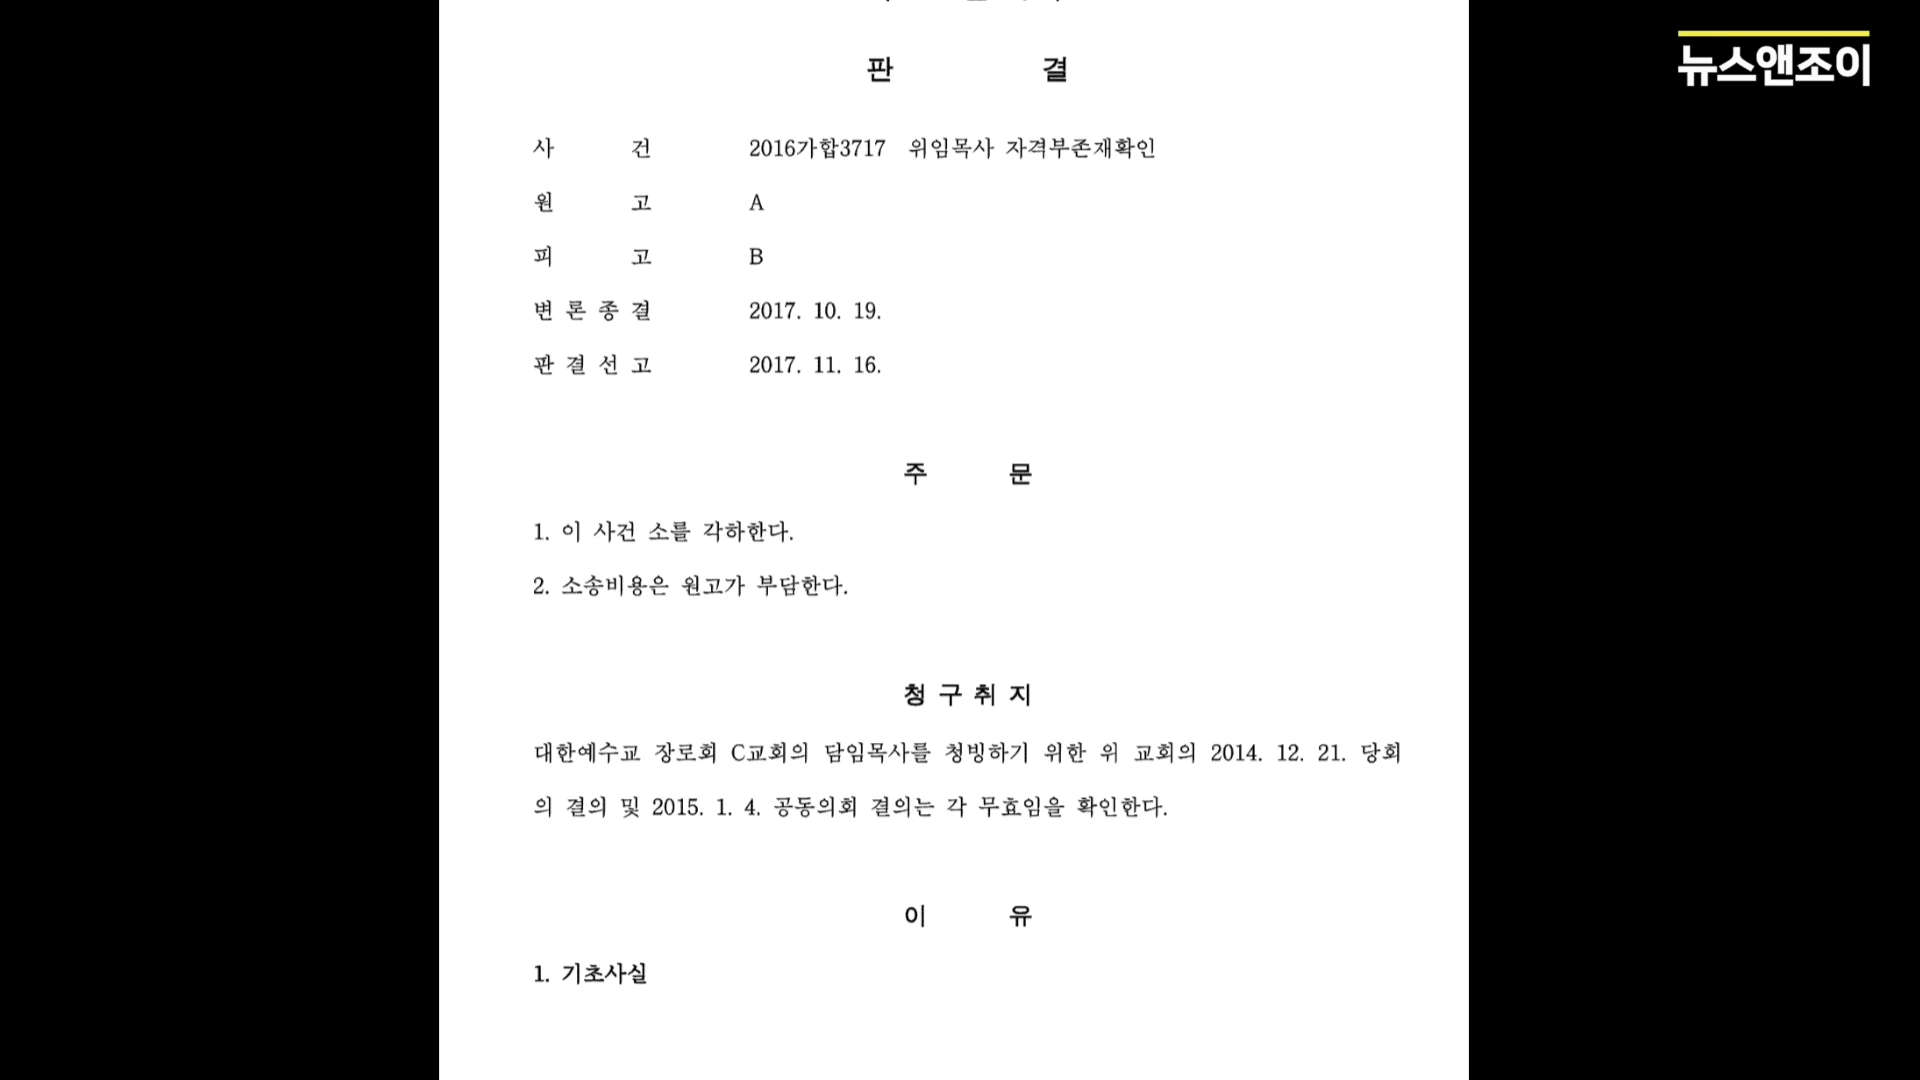 뉴스앤조이
판 결
사 건 2016가합3717 위임목사 자격부존재확인
원 고 A
피 고 B
변 론 종 결 2017. 10. 19.
판 결 선 고 2017. 11. 16.
주 문
1. 이 사건 소를 각하한다.
2. 소송비용은 원고가 부담한다.
청 구 취 지
대한예수교 장로회 C교회의 담임목사를 청빙하기 위한 위 교회의 2014. 12. 21. 당회
의 결의 및 2015. 1. 4. 공동의회 결의는 각 무효임을 확인한다.
이 유
1. 기초사실